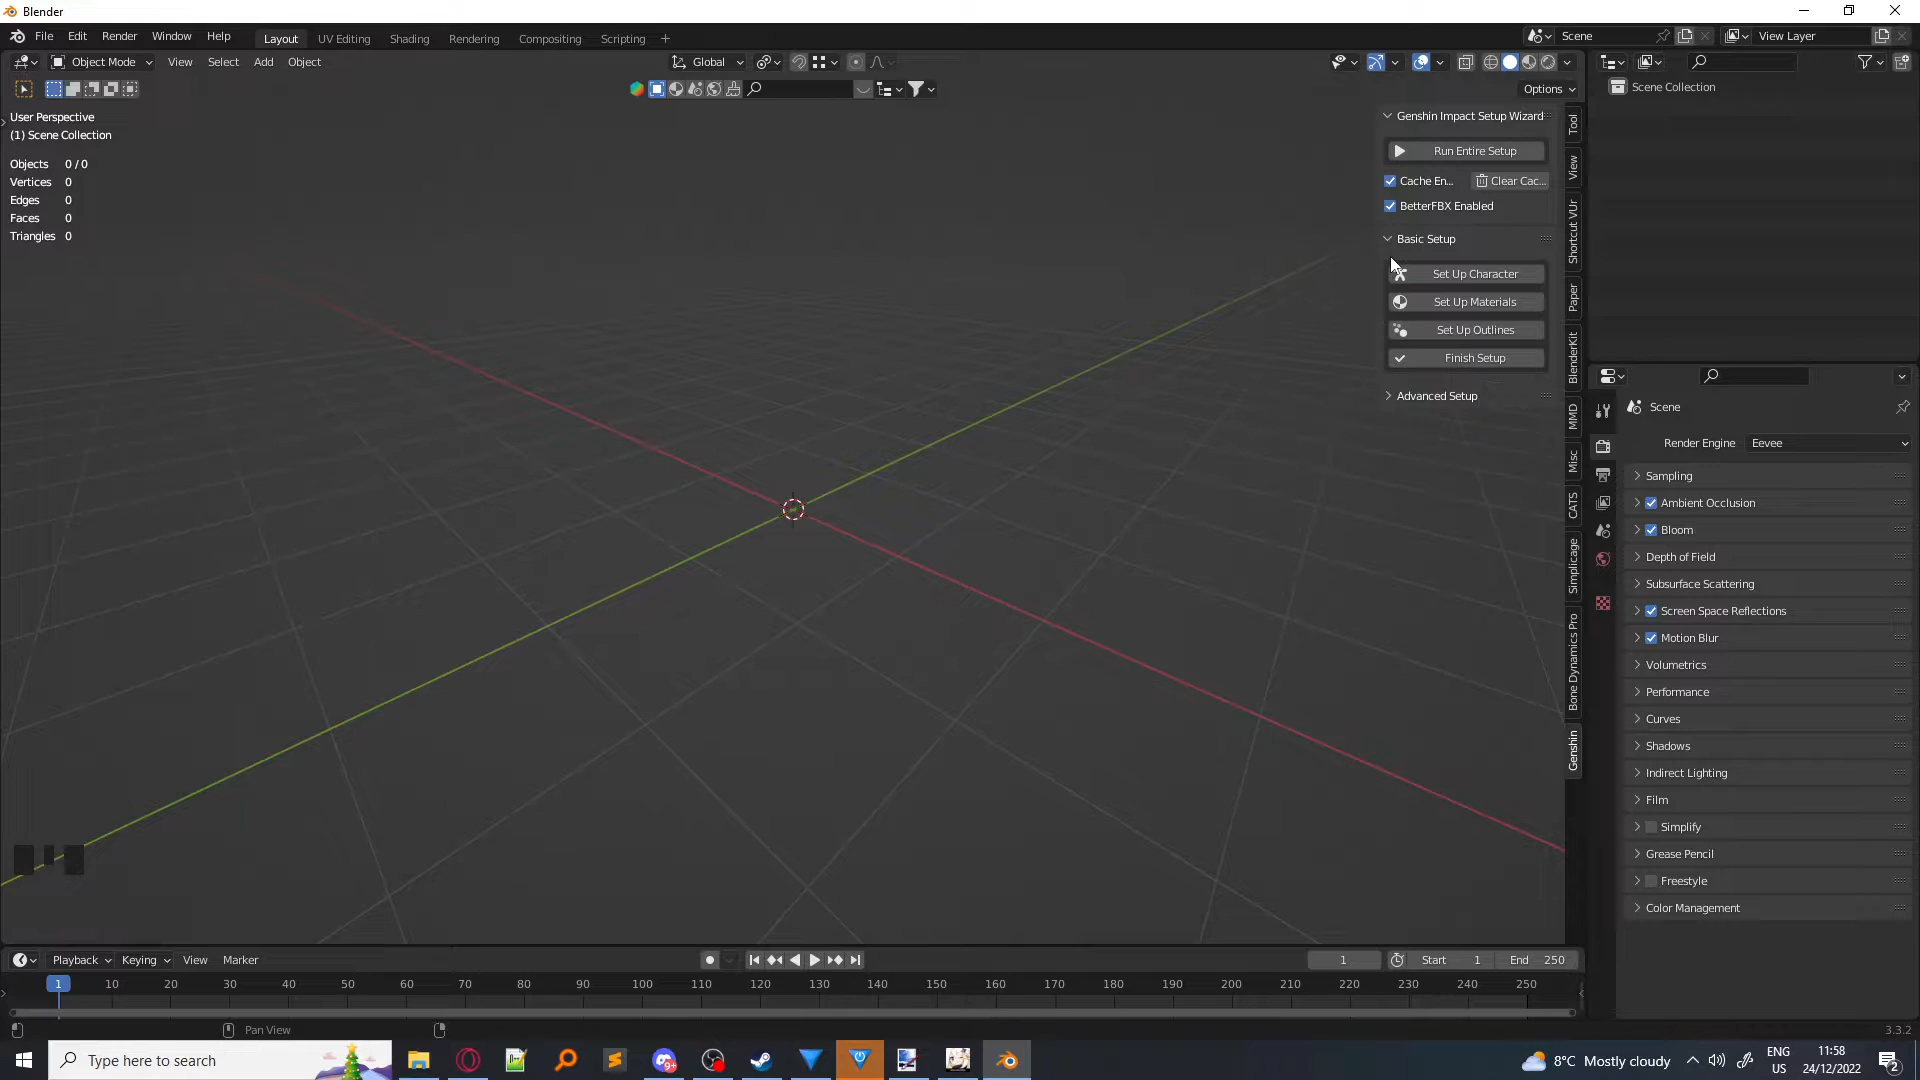 Blender
File Edit Render Window Help Layout UV Editing Shading Rendering Compositing Scripting + Scene View Layer
Object Mode View Select Add Object Global
Options
User Perspective
(1) Scene Collection
Objects 0 / 0
Vertices 0
Edges 0
Faces 0
Triangles 0
Genshin Impact Setup Wizard
Run Entire Setup
Cache En... Clear Cac...
BetterFBX Enabled
Basic Setup
Set Up Character
Set Up Materials
Set Up Outlines
Finish Setup
Advanced Setup
Tool
View
Shortcut VUr
Paper
BlenderKit
MMD
Misc
CATS
Simplicage
Bone Dynamics Pro
Genshin
Scene Collection
Scene
Render Engine Eevee
Sampling
Ambient Occlusion
Bloom
Depth of Field
Subsurface Scattering
Screen Space Reflections
Motion Blur
Volumetrics
Performance
Curves
Shadows
Indirect Lighting
Film
Simplify
Grease Pencil
Freestyle
Color Management
Playback Keying View Marker 1 Start 1 End 250
1 10 20 30 40 50 60 70 80 90 100 110 120 130 140 150 160 170 180 190 200 210 220 230 240 250
Pan View 3.3.2
Type here to search 9+ 8°C Mostly cloudy ENG US 11:58 24/12/2022 2